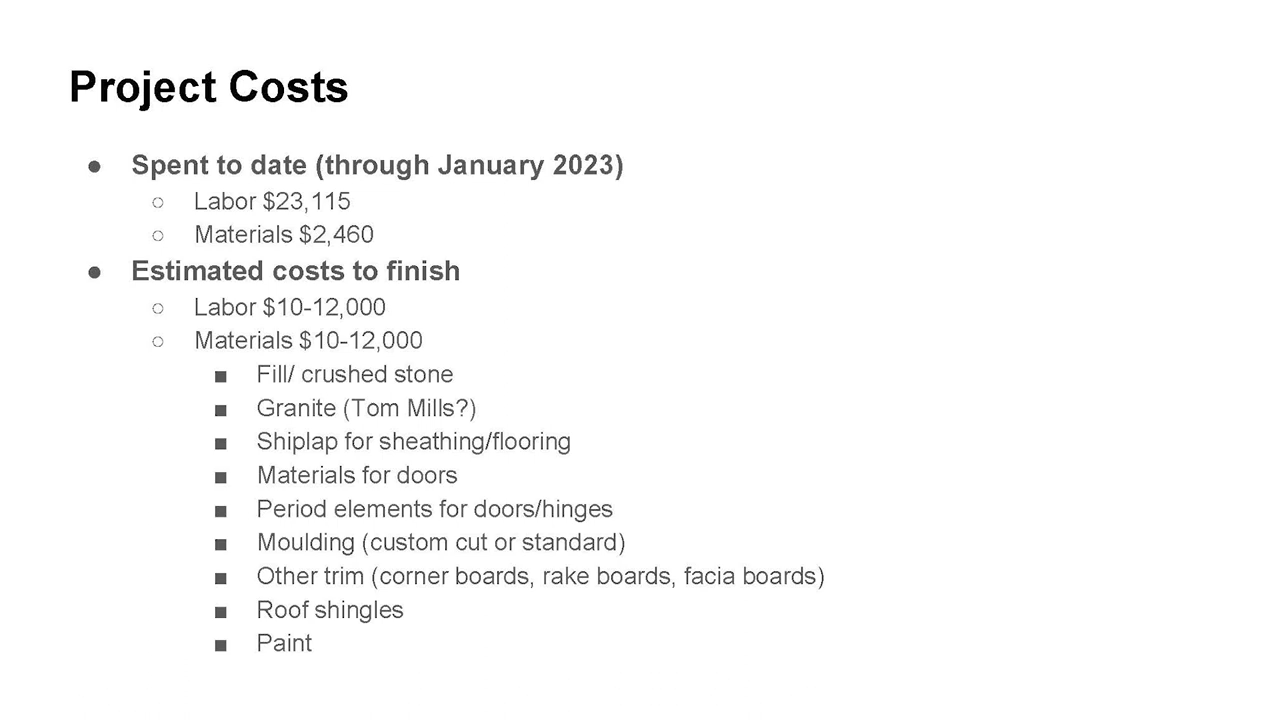 Project Costs
● Spent to date (through January 2023)
○ Labor $23,115
○ Materials $2,460
● Estimated costs to finish
○ Labor $10-12,000
○ Materials $10-12,000
■ Fill/ crushed stone
■ Granite (Tom Mills?)
■ Shiplap for sheathing/flooring
■ Materials for doors
■ Period elements for doors/hinges
■ Moulding (custom cut or standard)
■ Other trim (corner boards, rake boards, facia boards)
■ Roof shingles
■ Paint